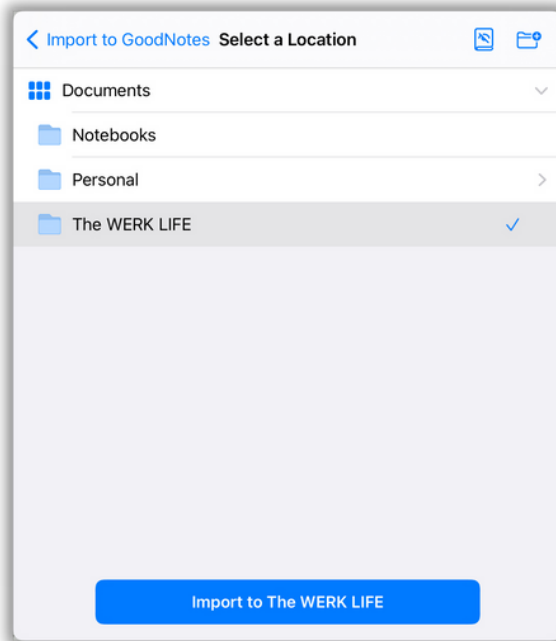 Import to GoodNotes Select a Location
Documents
Notebooks
Personal
The WERK LIFE
Import to The WERK LIFE